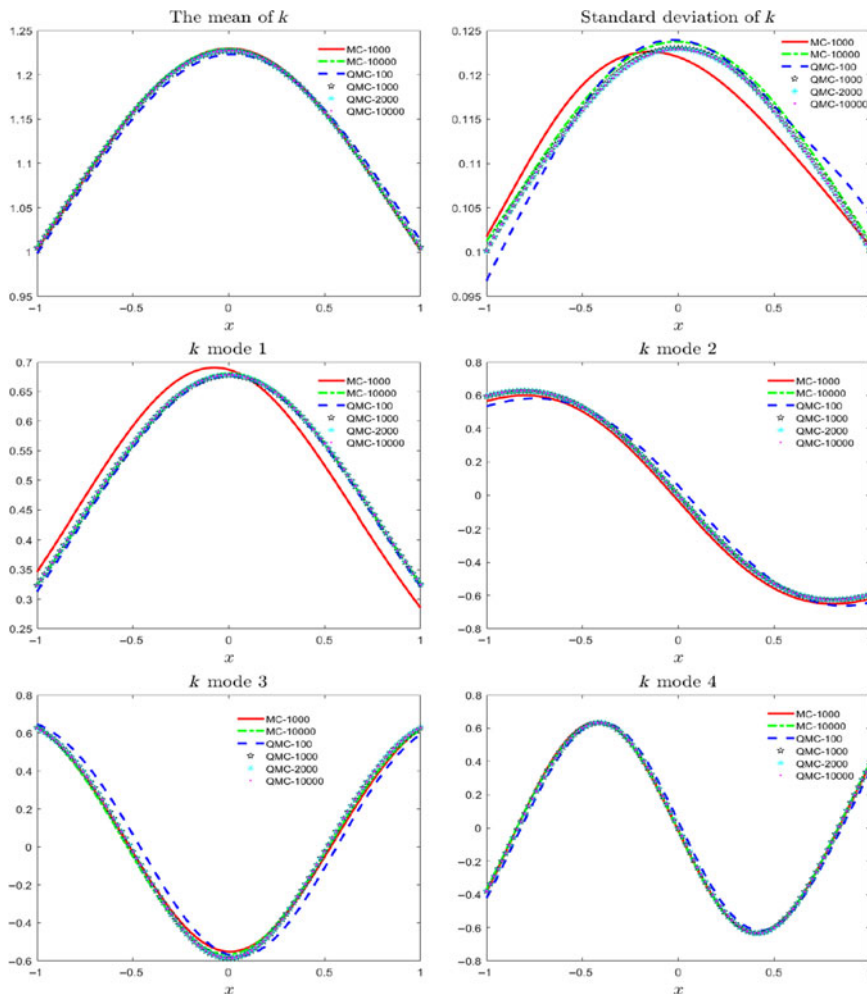 The mean of k
1.25
1.2
1.15
1.1
1.05
1
0.95
-1
-0.5
0
0.5
1
x
MC-1000
MC-10000
QMC-100
QMC-1000
QMC-2000
QMC-10000
Standard deviation of k
0.125
0.12
0.115
0.11
0.105
0.1
0.095
-1
-0.5
0
0.5
x
MC-1000
MC-10000
QMC-100
QMC-1000
QMC-2000
QMC-10000
k mode 1
0.7
0.65
0.6
0.55
0.5
0.45
0.4
0.35
0.3
0.25
-1
-0.5
0
0.5
1
x
MC-1000
MC-10000
QMC-100
QMC-1000
QMC-2000
QMC-10000
k mode 2
0.8
0.6
0.4
0.2
0
-0.2
-0.4
-0.6
-0.8
-1
-0.5
0
0.5
x
MC-1000
MC-10000
QMC-100
QMC-1000
QMC-2000
QMC-10000
k mode 3
0.8
0.6
0.4
0.2
0
-0.2
-0.4
-0.6
-1
-0.5
0
0.5
1
x
MC-1000
MC-10000
QMC-100
QMC-1000
QMC-2000
QMC-10000
k mode 4
0.8
0.6
0.4
0.2
0
-0.2
-0.4
-0.6
-0.8
-1
-0.5
0
0.5
x
MC-1000
MC-10000
QMC-100
QMC-1000
QMC-2000
QMC-10000